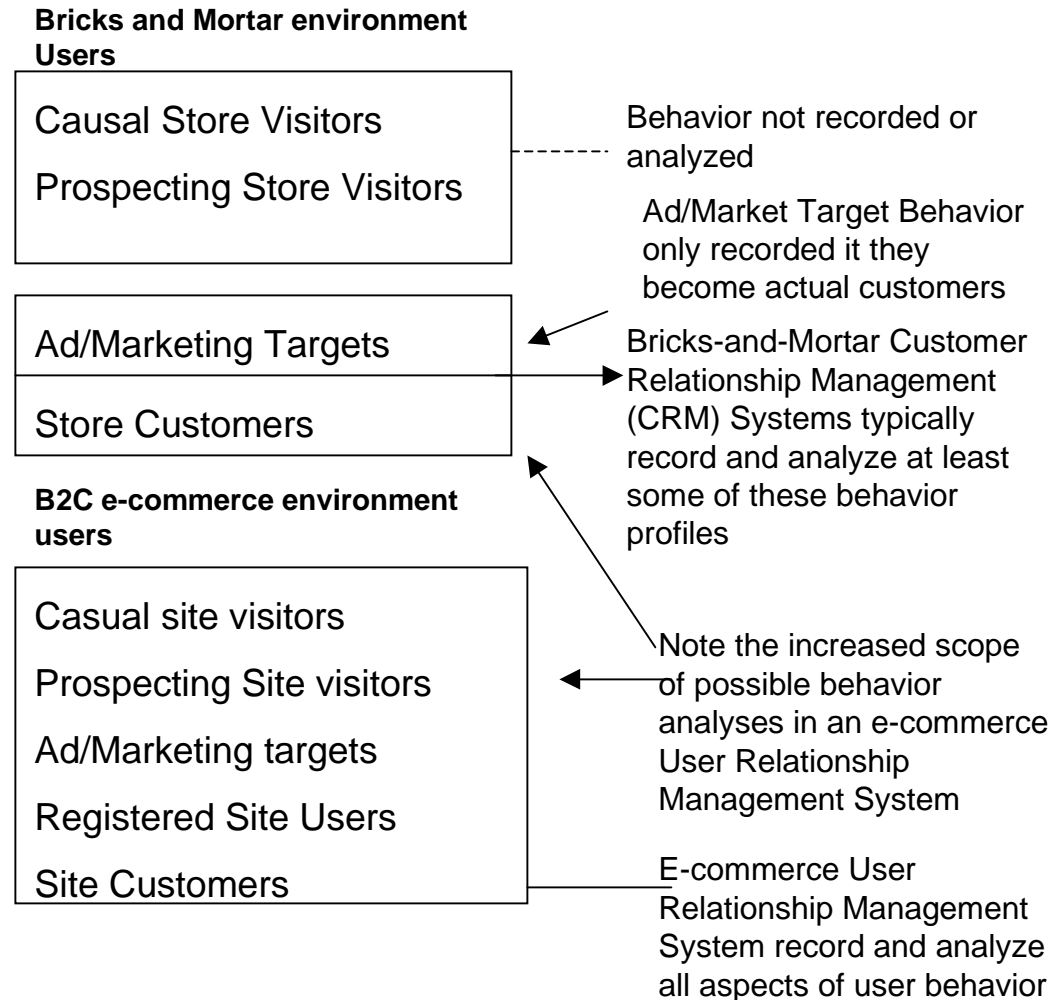 Bricks and Mortar environment
Users
Causal Store Visitors
Prospecting Store Visitors
Behavior not recorded or
analyzed
Ad/Market Target Behavior
only recorded it they
become actual customers
Ad/Marketing Targets
Store Customers
Bricks-and-Mortar Customer
Relationship Management
(CRM) Systems typically
record and analyze at least
some of these behavior
profiles
B2C e-commerce environment
users
Casual site visitors
Prospecting Site visitors
Ad/Marketing targets
Registered Site Users
Site Customers
Note the increased scope
of possible behavior
analyses in an e-commerce
User Relationship
Management System
E-commerce User
Relationship Management
System record and analyze
all aspects of user behavior